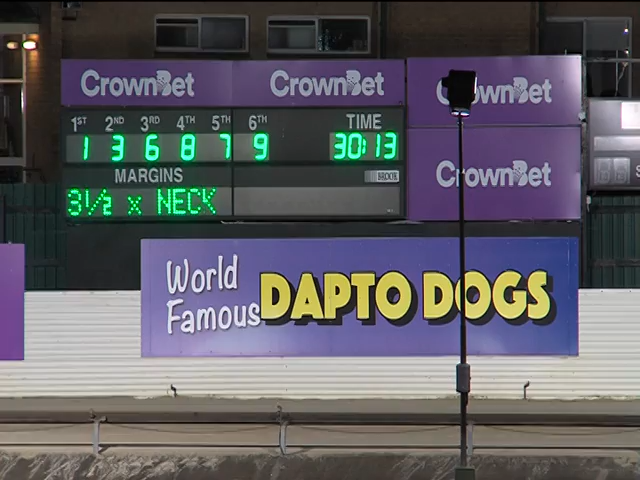 CrownBet CrownBet CrownBet
1ST 2ND 3RD 4TH 5TH 6TH TIME
1 3 6 8 7 9 30:13
MARGINS
CrownBet
3½ x NECK
World Famous DAPTO DOGS